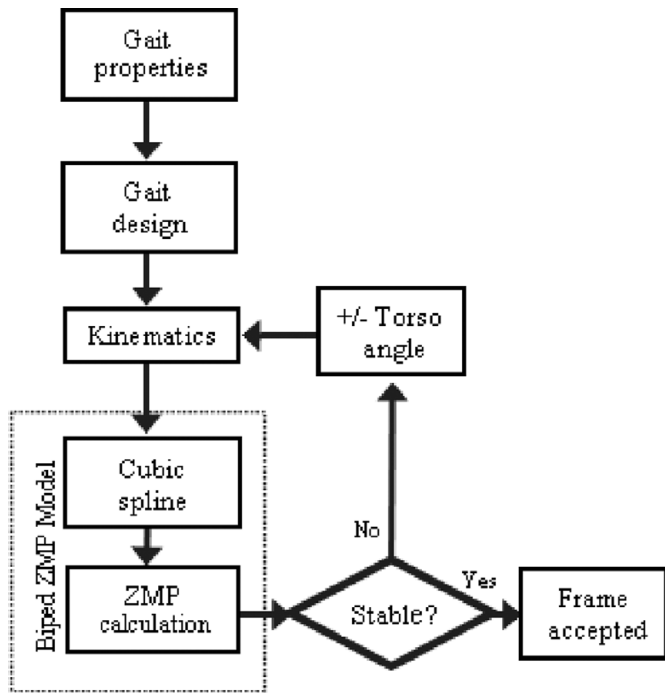 Gait
properties
Gait
design
Kinematics
+/- Torso
angle
Biped ZMP Model
Cubic
spline
No
ZMP
calculation
Stable?
Yes
Frame
accepted